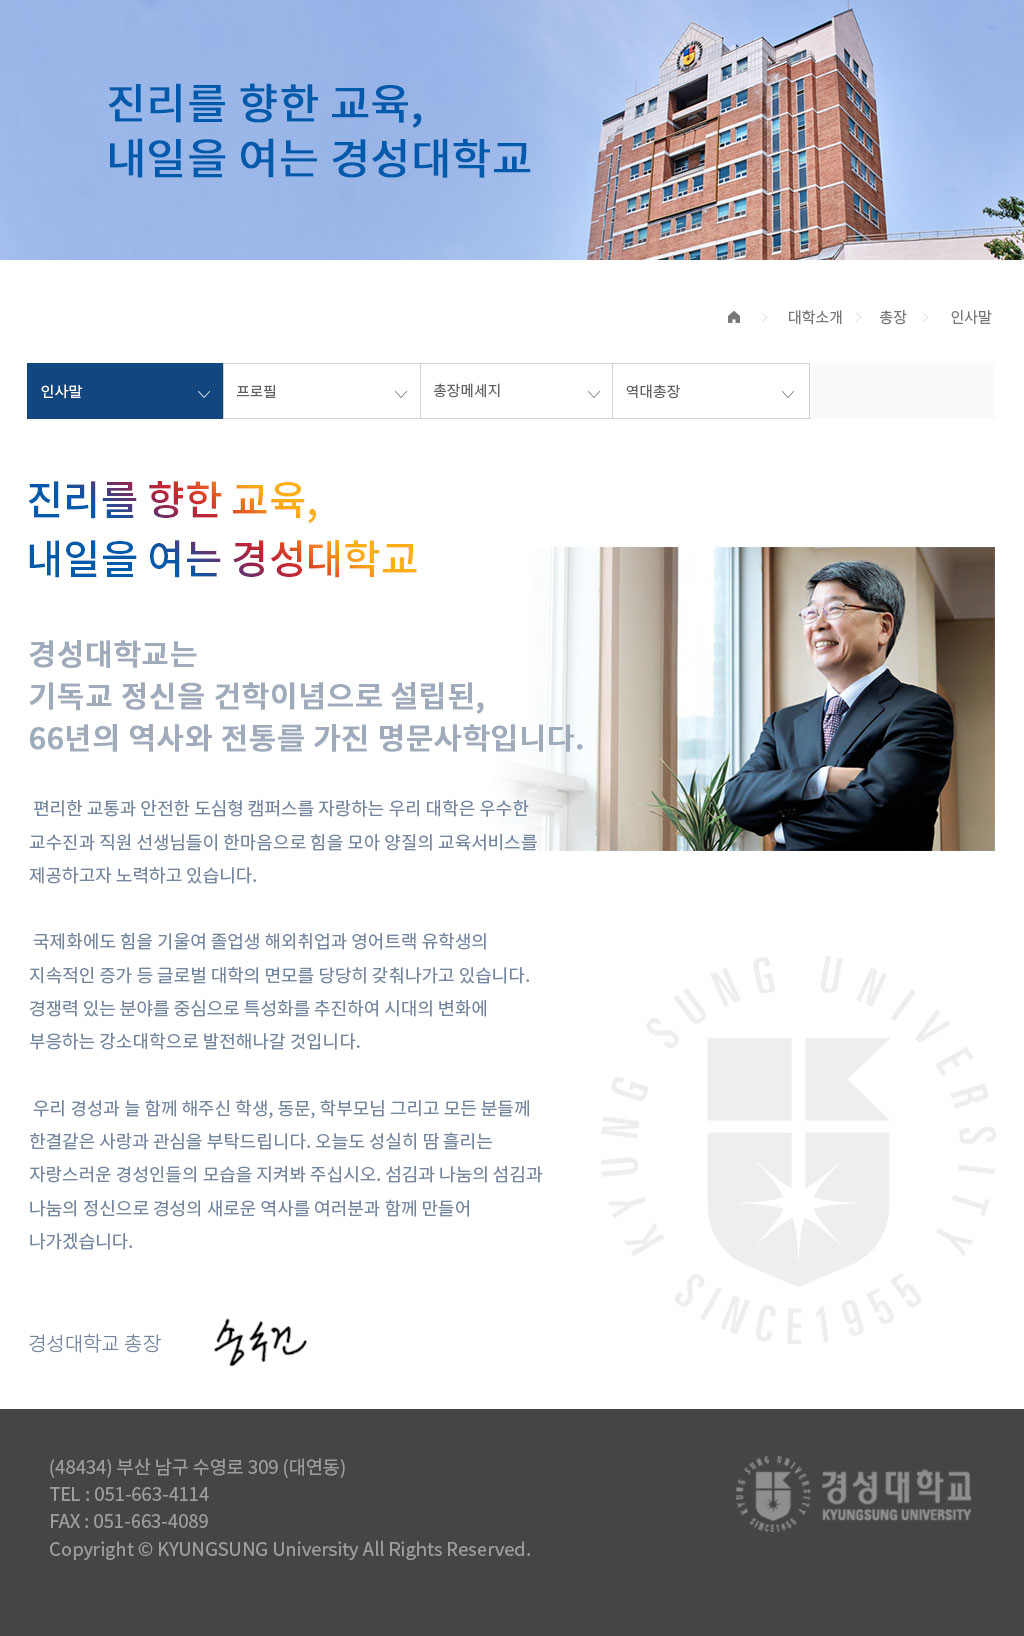 진리를 향한 교육,
내일을 여는 경성대학교
대학소개 총장 인사말
인사말 프로필 총장메세지 역대총장
진리를 향한 교육,
내일을 여는 경성대학교
경성대학교는
기독교 정신을 건학이념으로 설립된,
66년의 역사와 전통를 가진 명문사학입니다.
편리한 교통과 안전한 도심형 캠퍼스를 자랑하는 우리 대학은 우수한
교수진과 직원 선생님들이 한마음으로 힘을 모아 양질의 교육서비스를
제공하고자 노력하고 있습니다.
국제화에도 힘을 기울여 졸업생 해외취업과 영어트랙 유학생의
지속적인 증가 등 글로벌 대학의 면모를 당당히 갖춰나가고 있습니다.
경쟁력 있는 분야를 중심으로 특성화를 추진하여 시대의 변화에
부응하는 강소대학으로 발전해나갈 것입니다.
우리 경성과 늘 함께 해주신 학생, 동문, 학부모님 그리고 모든 분들께
한결같은 사랑과 관심을 부탁드립니다. 오늘도 성실히 땀 흘리는
자랑스러운 경성인들의 모습을 지켜봐 주십시오. 섬김과 나눔의 섬김과
나눔의 정신으로 경성의 새로운 역사를 여러분과 함께 만들어
나가겠습니다.
KYUNG SUNG UNIVERSITY
SINCE1955
경성대학교 총장 송수건
(48434) 부산 남구 수영로 309 (대연동)
TEL : 051-663-4114
FAX : 051-663-4089
Copyright © KYUNGSUNG University All Rights Reserved.
KYUNG SUNG UNIVERSITY
SINCE1955
경성대학교
KYUNGSUNG UNIVERSITY